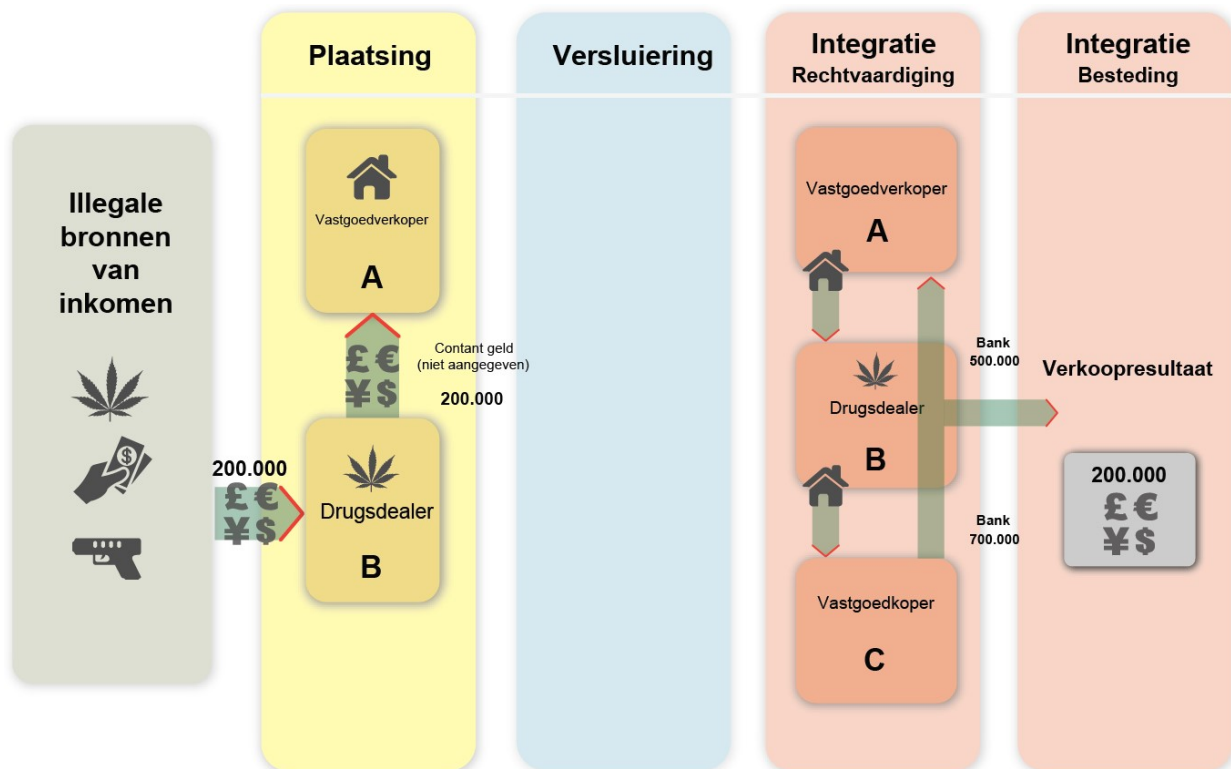 Plaatsing
Versluiering
Integratie
Rechtvaardiging
Integratie
Besteding
Illegale
bronnen
van
inkomen
200.000
£ €
¥ $
Vastgoedverkoper
A
£ €
¥ $
Contant geld
(niet aangegeven)
200.000
Drugsdealer
B
Vastgoedverkoper
A
Drugsdealer
B
Vastgoedkoper
C
Bank
500.000
Bank
700.000
Verkoopresultaat
200.000
£ €
¥ $